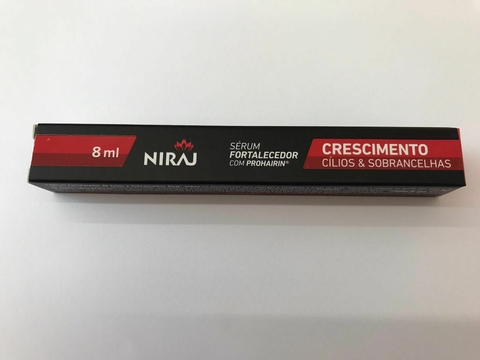 8 ml
NIRAJ
SÉRUM
FORTALECEDOR
COM PROHAIRIN®
CRESCIMENTO
CÍLIOS & SOBRANCELHAS